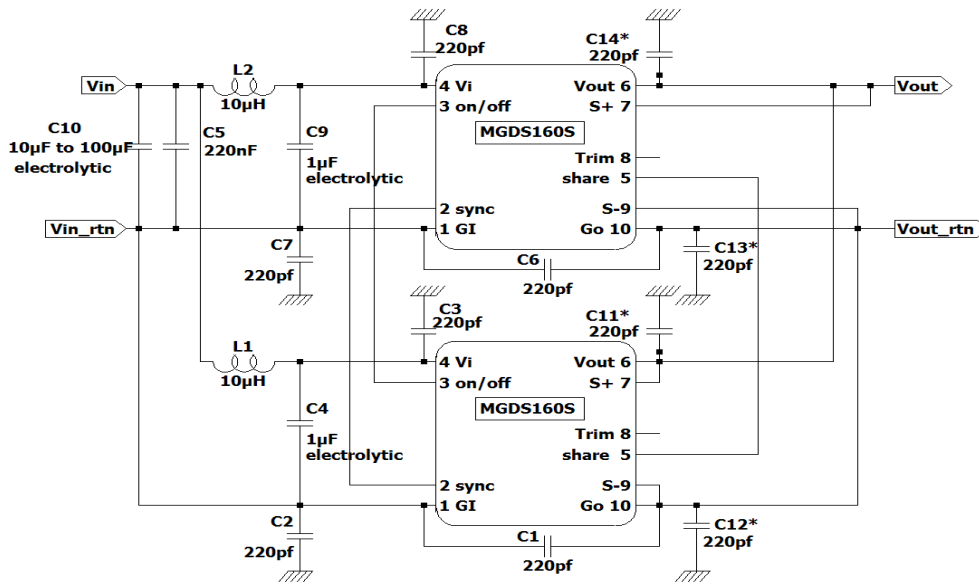 C8
220pf
C14*
220pf
Vin
L2
10µH
4 Vi
3 on/off
MGDS160S
Vout 6
S+ 7
Vout
C10
10µF to 100µF
electrolytic
C5
220nF
C9
1µF
electrolytic
Trim 8
share 5
Vin_rtn
2 sync
1 GI
S-9
Go 10
Vout_rtn
C7
220pf
C6
220pf
C13*
220pf
C3
220pf
C11*
220pf
L1
10µH
4 Vi
3 on/off
MGDS160S
Vout 6
S+ 7
C4
1µF
electrolytic
Trim 8
share 5
2 sync
1 GI
S-9
Go 10
C2
220pf
C1
220pf
C12*
220pf